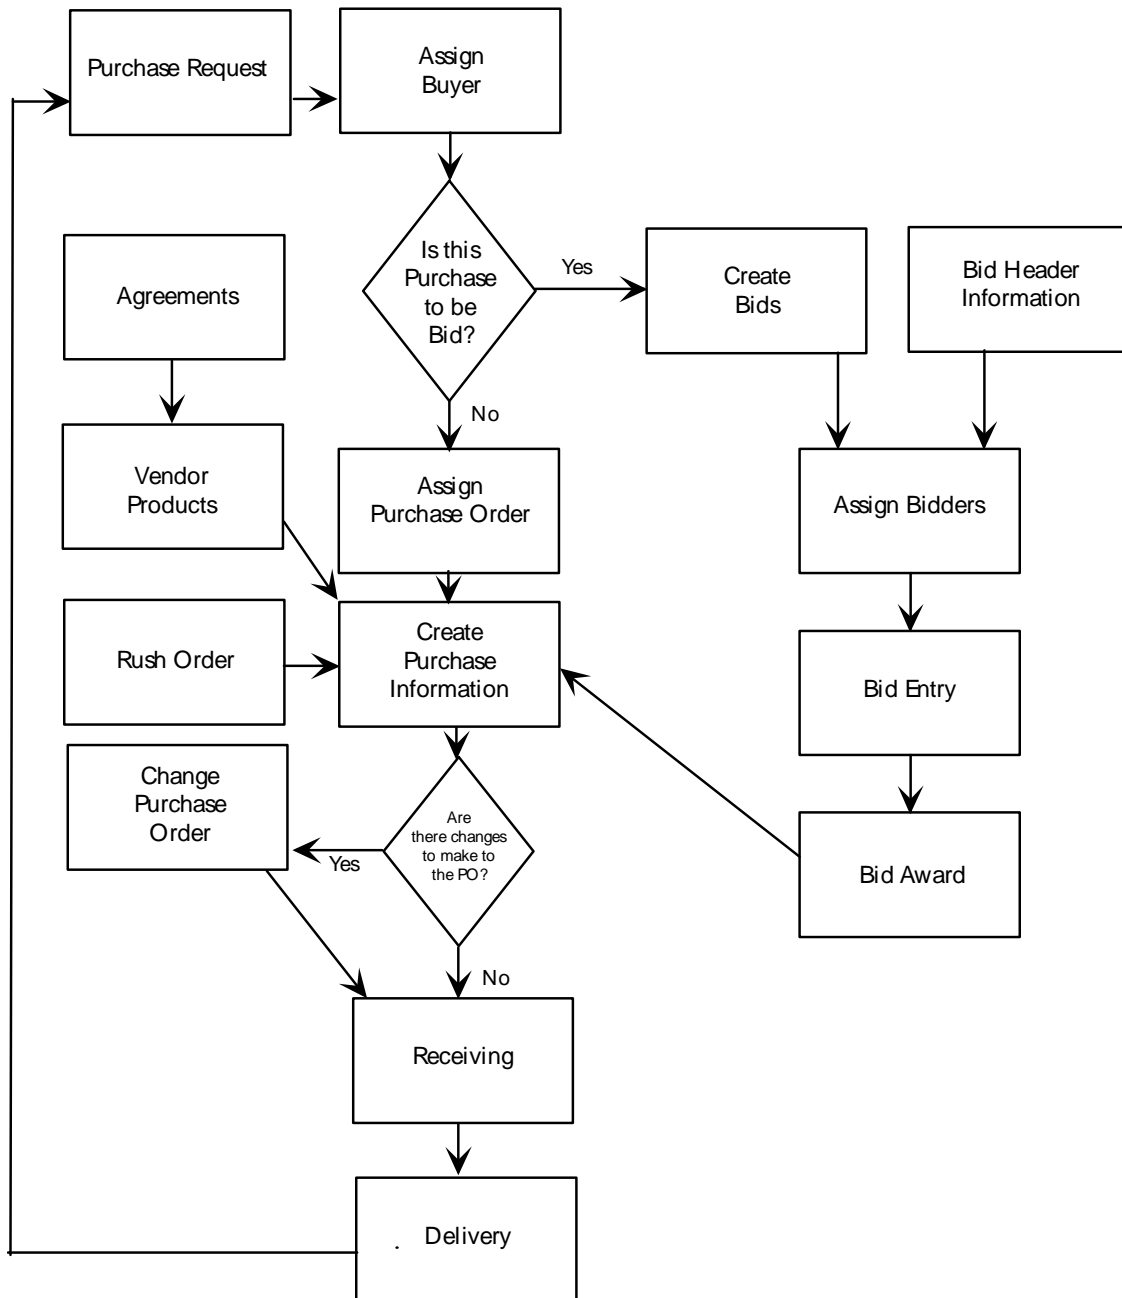 Purchase Request
Assign
Buyer
Is this
Purchase
to be
Bid?
Yes
Create
Bids
Bid Header
Information
Agreements
No
Vendor
Products
Assign
Purchase Order
Assign Bidders
Rush Order
Create
Purchase
Information
Bid Entry
Change
Purchase
Order
Are
there changes
to make to
the PO?
Yes
Bid Award
No
Receiving
. Delivery